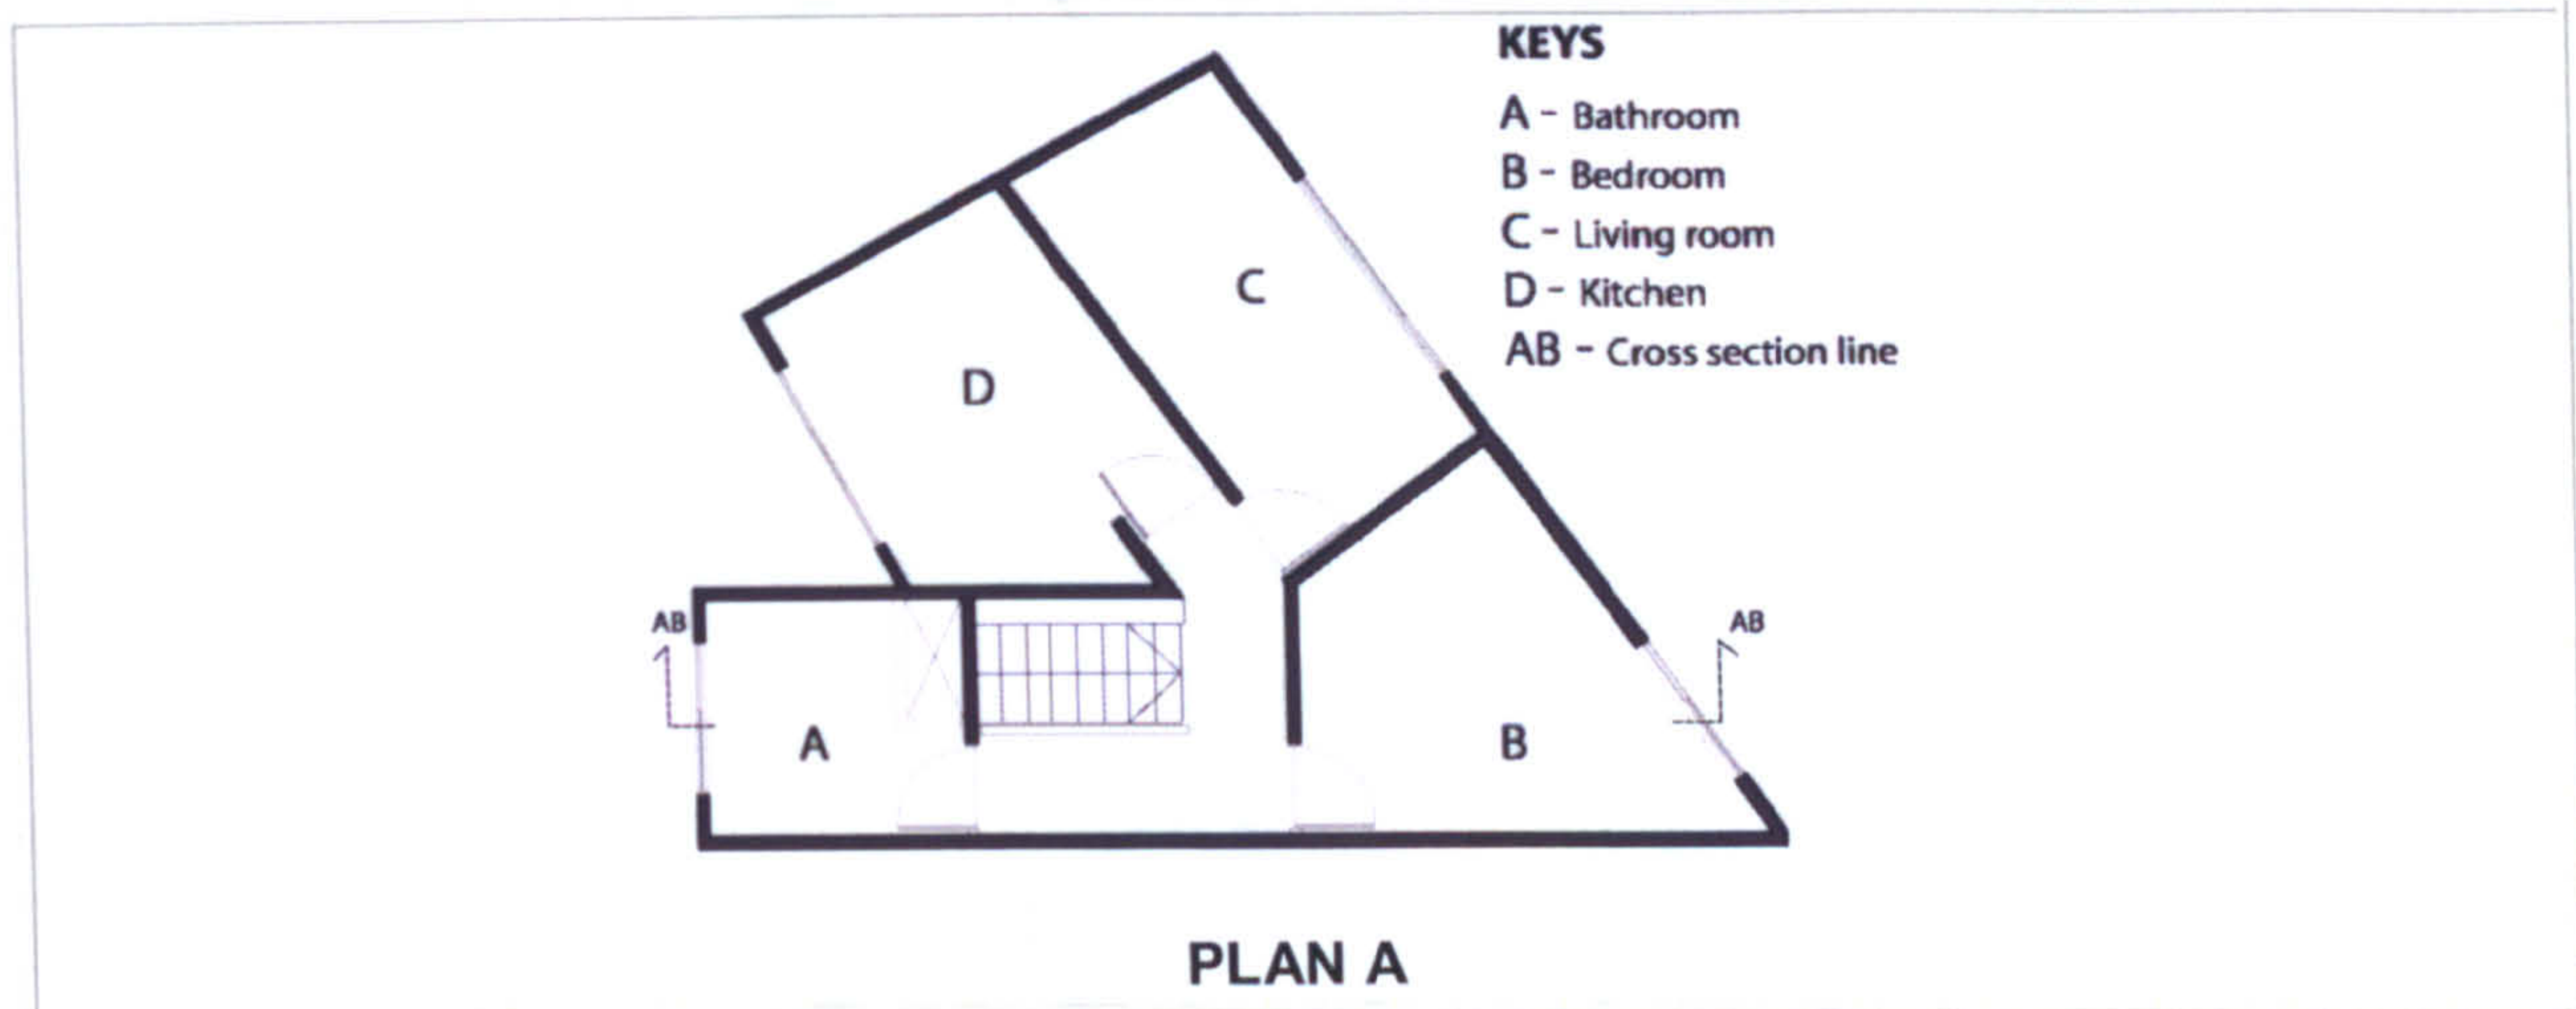 KEYS
A - Bathroom
B - Bedroom
C - Living room
D - Kitchen
AB - Cross section line
C
D
AB
AB
A
B
PLAN A